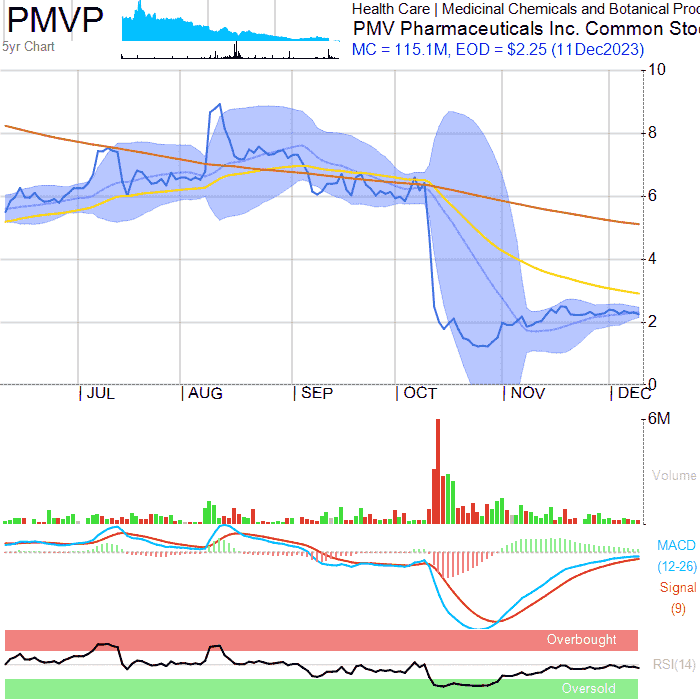 PMVP
5yr Chart
Health Care | Medicinal Chemicals and Botanical Pro
PMV Pharmaceuticals Inc. Common Sto
MC = 115.1M, EOD = $2.25 (11Dec2023)
10
8
6
4
2
0
| JUL | AUG | SEP | OCT | NOV | DEC
6M
Volume
MACD
(12-26)
Signal
(9)
Overbought
RSI(14)
Oversold